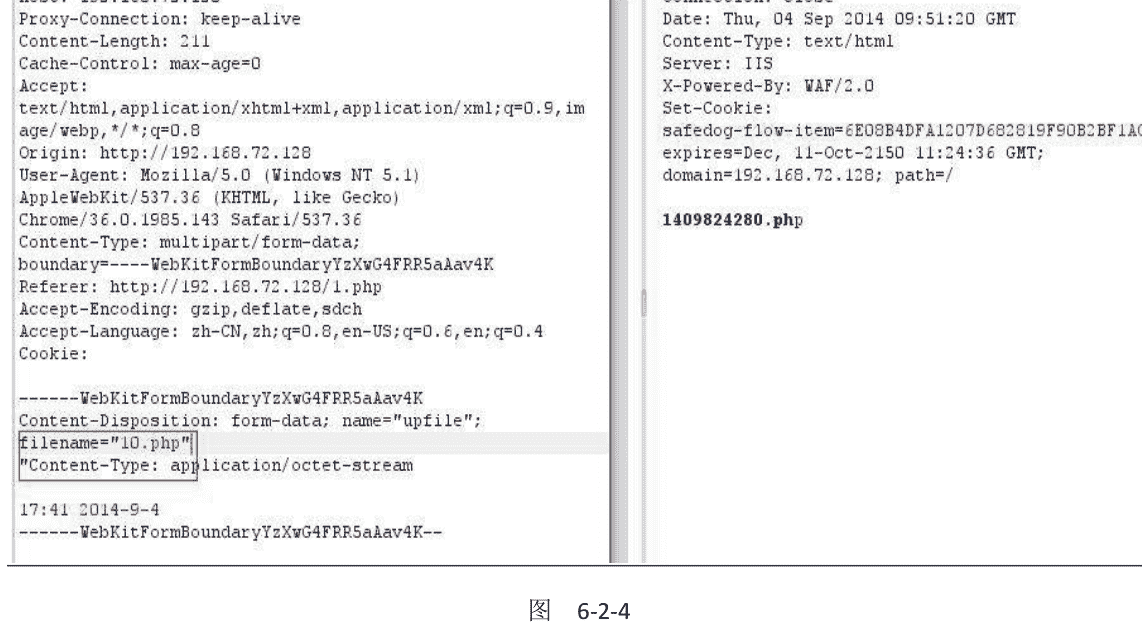 Proxy-Connection: keep-alive
Content-Length: 211
Cache-Control: max-age=0
Accept:
text/html,application/xhtml+xml,application/xml;q=0.9,im
age/webp,*/*;q=0.8
Origin: http://192.168.72.128
User-Agent: Mozilla/5.0 (Windows NT 5.1)
AppleWebKit/537.36 (KHTML, like Gecko)
Chrome/36.0.1985.143 Safari/537.36
Content-Type: multipart/form-data;
boundary=----WebKitFormBoundaryYzXwG4FRR5aAav4K
Referer: http://192.168.72.128/1.php
Accept-Encoding: gzip,deflate,sdch
Accept-Language: zh-CN,zh;q=0.8,en-US;q=0.6,en;q=0.4
Cookie:
------WebKitFormBoundaryYzXwG4FRR5aAav4K
Content-Disposition: form-data; name="upfile";
filename="10.php"
"Content-Type: application/octet-stream
17:41 2014-9-4
------WebKitFormBoundaryYzXwG4FRR5aAav4K--
Date: Thu, 04 Sep 2014 09:51:20 GMT
Content-Type: text/html
Server: IIS
X-Powered-By: WAF/2.0
Set-Cookie:
safedog-flow-item=6E08B4DFA1207D682819F90B2BF1AC
expires=Dec, 11-Oct-2150 11:24:36 GMT;
domain=192.168.72.128; path=/
1409824280.php
图 6-2-4